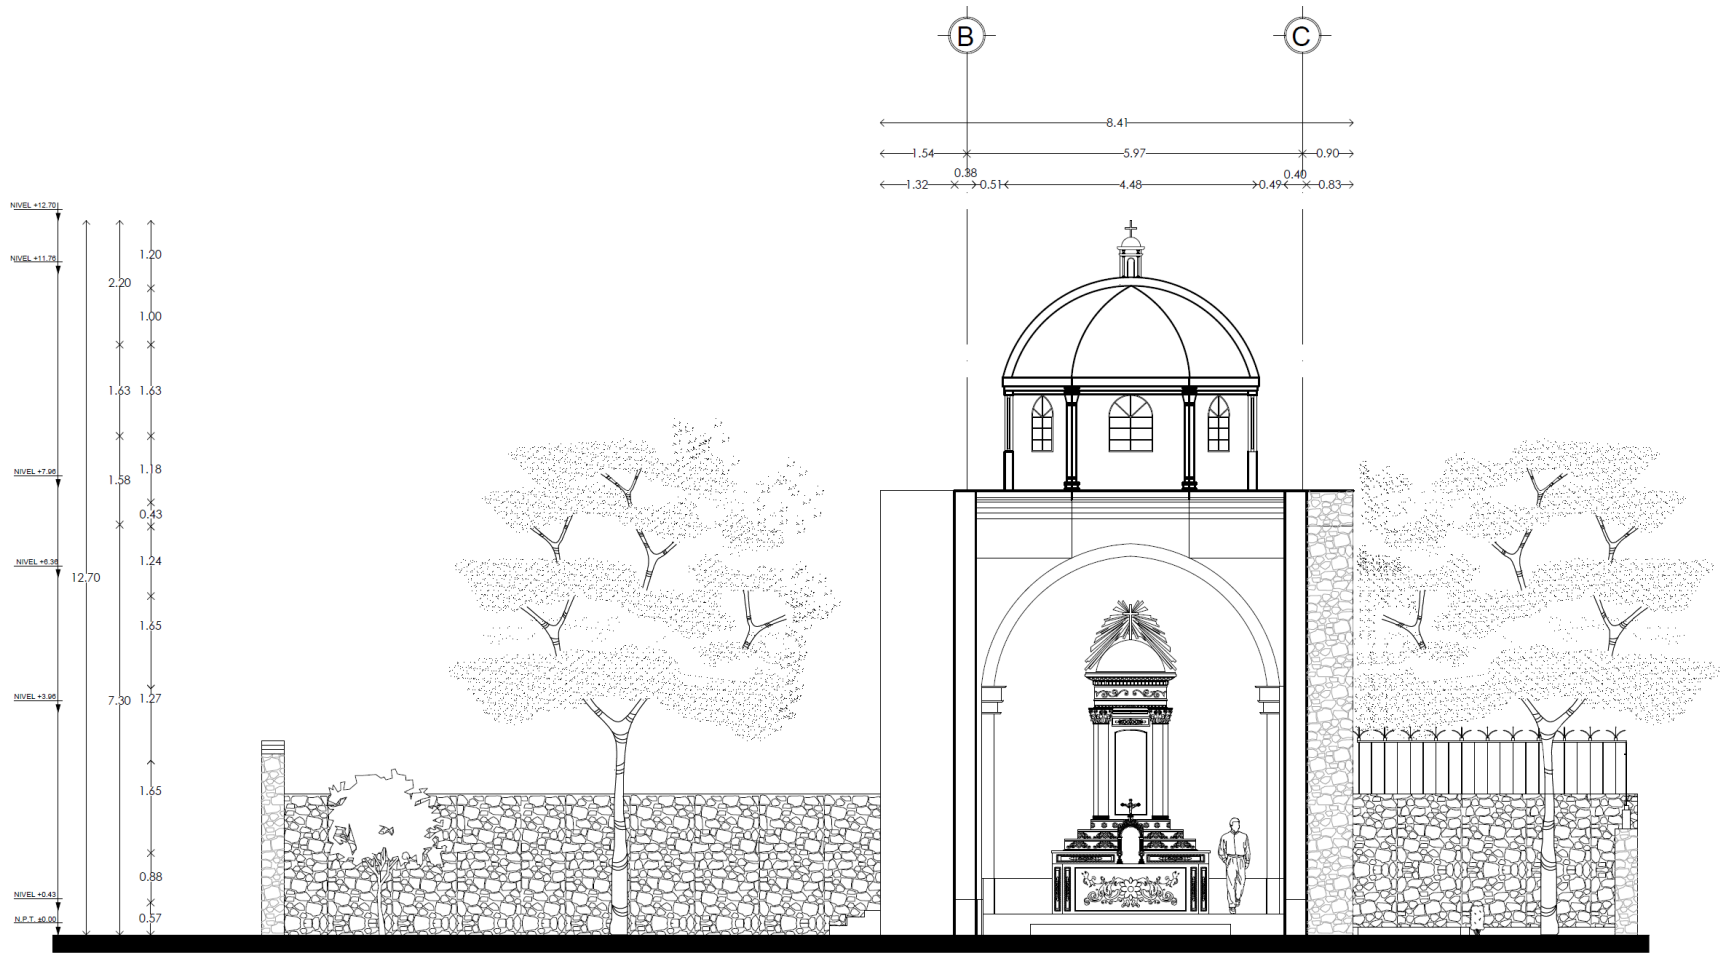 B C
8.41
1.54 5.97 0.90
0.38 0.40
1.32 0.51 4.48 0.49 0.83
NIVEL +12.70
1.20
NIVEL +11.76
2.20
1.00
1.63 1.63
1.18
NIVEL +7.96
1.58
0.43
1.24
NIVEL +6.36
12.70
1.65
1.27
NIVEL +3.96
7.30
1.65
0.88
NIVEL +0.43
0.57
N.P.T. ±0.00